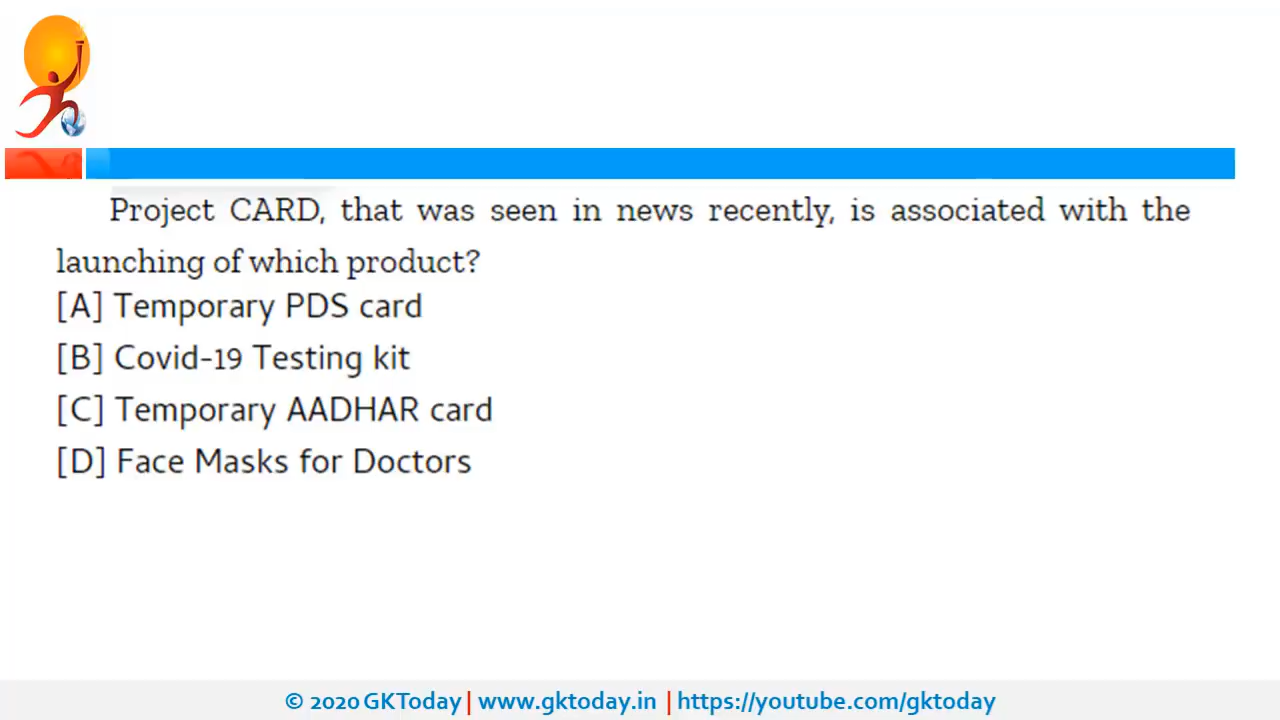 Project CARD, that was seen in news recently, is associated with the
launching of which product?
[A] Temporary PDS card
[B] Covid-19 Testing kit
[C] Temporary AADHAR card
[D] Face Masks for Doctors
© 2020 GKToday | www.gktoday.in | https://youtube.com/gktoday